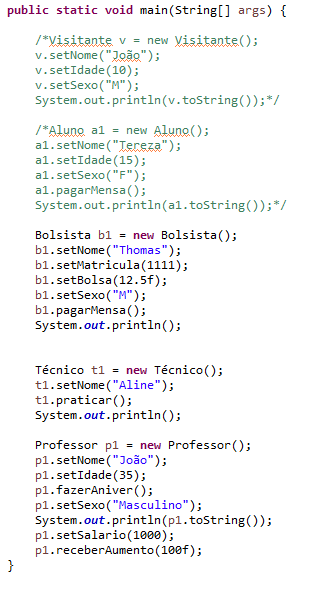 public static void main(String[] args) {
/*Visitante v = new Visitante();
v.setNome("João");
v.setIdade(10);
v.setSexo("M");
System.out.println(v.toString());*/
/*Aluno a1 = new Aluno();
a1.setNome("Tereza");
a1.setIdade(15);
a1.setSexo("F");
a1.pagarMensa();
System.out.println(a1.toString());*/
Bolsista b1 = new Bolsista();
b1.setNome("Thomas");
b1.setMatricula(1111);
b1.setBolsa(12.5f);
b1.setSexo("M");
b1.pagarMensa();
System.out.println();
Técnico t1 = new Técnico();
t1.setNome("Aline");
t1.praticar();
System.out.println();
Professor p1 = new Professor();
p1.setNome("João");
p1.setIdade(35);
p1.fazerAniver();
p1.setSexo("Masculino");
System.out.println(p1.toString());
p1.setSalario(1000);
p1.receberAumento(100f);
}